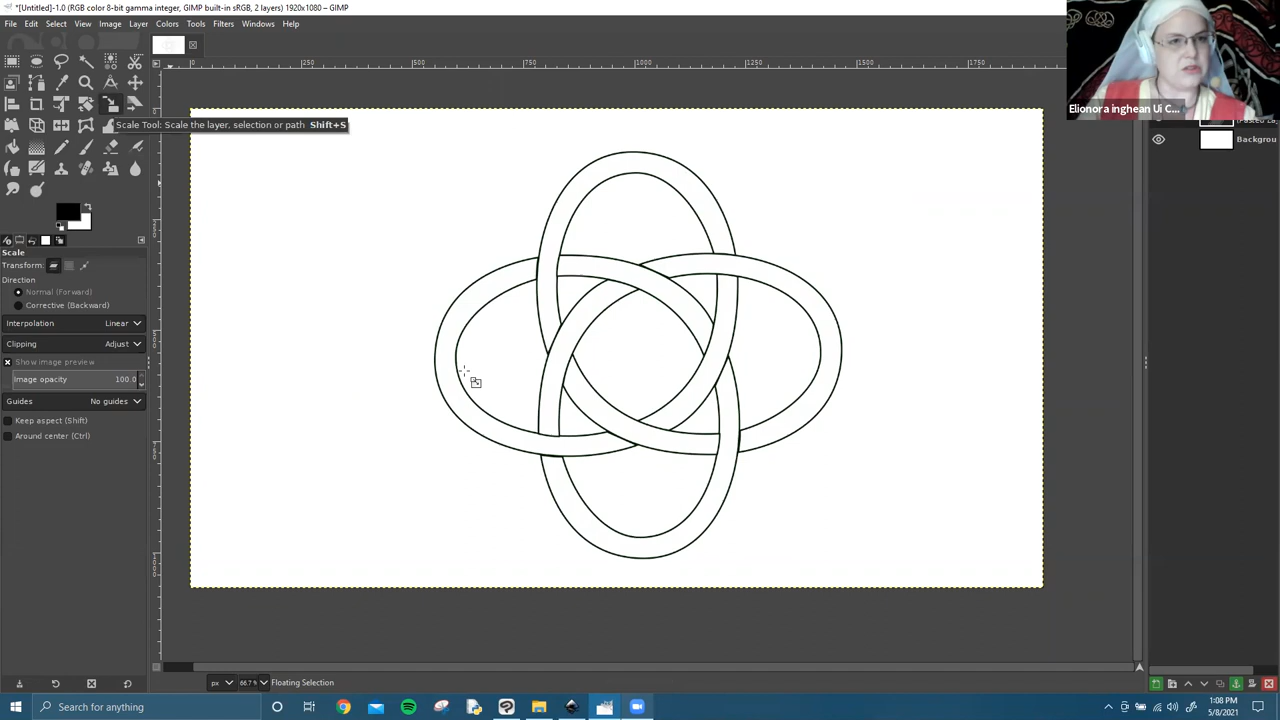 *[Untitled]-1.0 (RGB color 8-bit gamma integer, GIMP built-in sRGB, 2 layers) 1920x1080 – GIMP
File Edit Select View Image Layer Colors Tools Filters Windows Help
Elionora inghean Ui C...
0 250 500 750 1000 1250 1500 1750
Backgrou
Scale Tool: Scale the layer, selection or path Shift+S
Scale
Transform:
Direction
Normal (Forward)
Corrective (Backward)
Interpolation Linear
Clipping Adjust
Show image preview
Image opacity 100.0
Guides No guides
Keep aspect (Shift)
Around center (Ctrl)
px 66.7 % Floating Selection
Search for anything
1:08 PM
5/8/2021